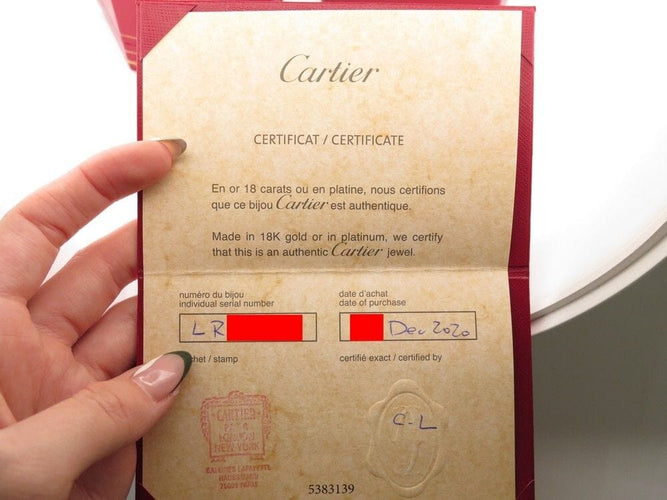 Cartier
CERTIFICAT / CERTIFICATE
En or 18 carats ou en platine, nous certifions
que ce bijou Cartier est authentique.
Made in 18K gold or in platinum, we certify
that this is an authentic Cartier jewel.
numéro du bijou
individual serial number
LR
date d'achat
date of purchase
Dec 2020
chet / stamp
certifié exact / certified by
CARTIER
PARIS
LONDON
NEW-YORK
GALERIES LAFAYETTE
HAUSSMANN
75009 PARIS
C-L
5383139